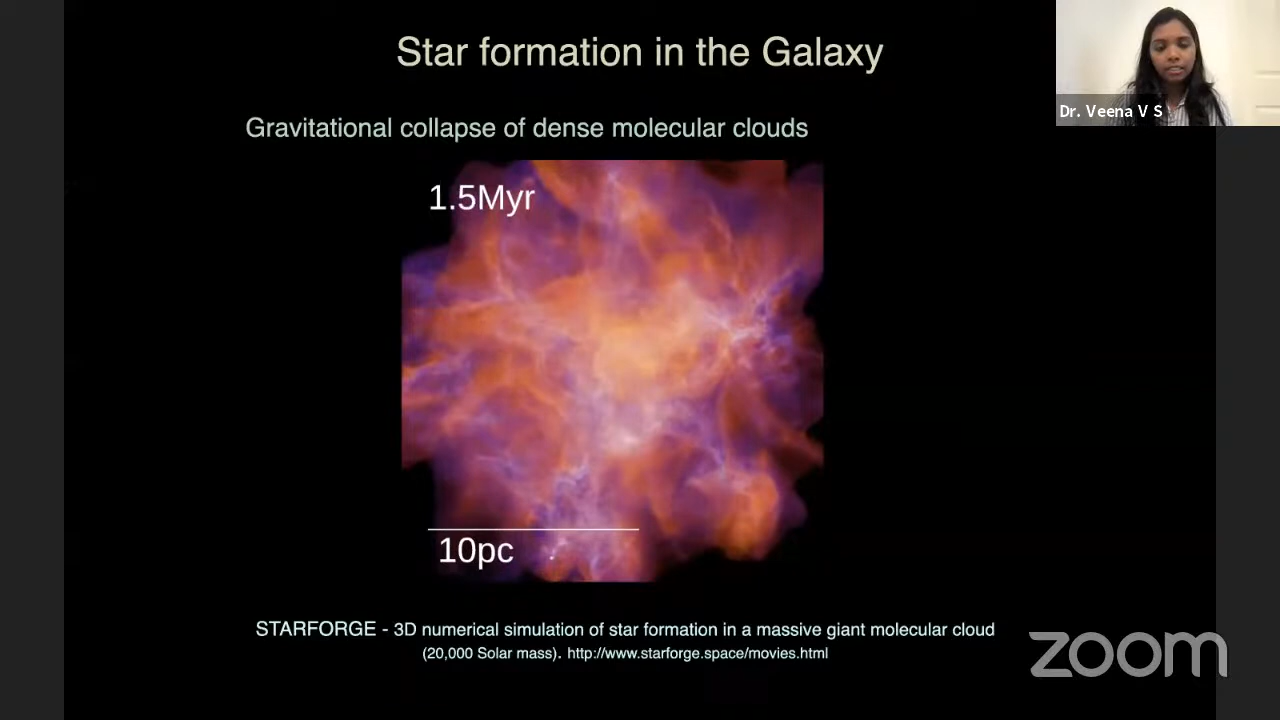 Star formation in the Galaxy
Dr. Veena V S
Gravitational collapse of dense molecular clouds
1.5Myr
10pc
STARFORGE - 3D numerical simulation of star formation in a massive giant molecular cloud
(20,000 Solar mass). http://www.starforge.space/movies.html
zoom